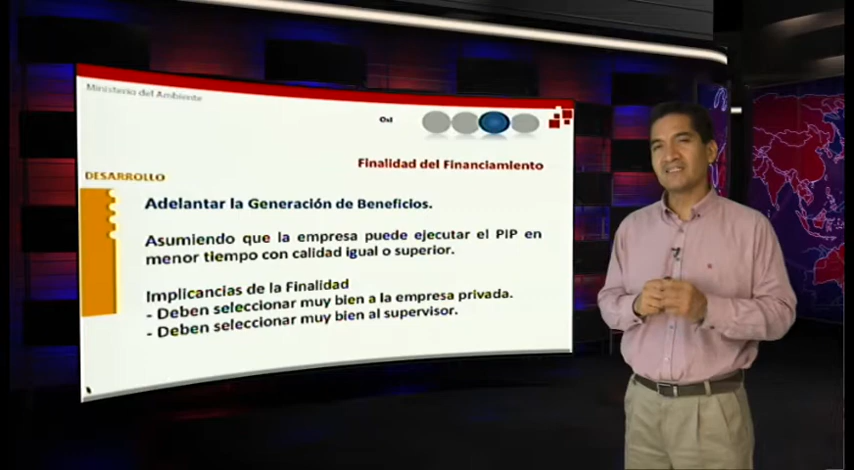 Ministerio del Ambiente
Finalidad del Financiamiento
DESARROLLO
Adelantar la Generación de Beneficios.
Asumiendo que la empresa puede ejecutar el PIP en
menor tiempo con calidad igual o superior.
Implicancias de la Finalidad
- Deben seleccionar muy bien a la empresa privada.
- Deben seleccionar muy bien al supervisor.